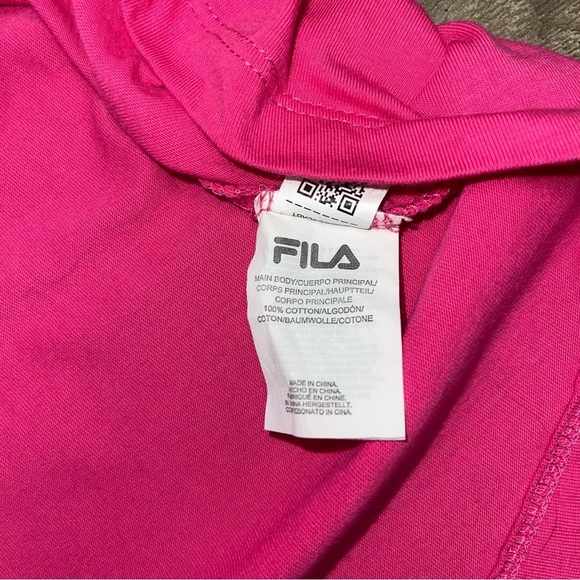 FILA
MAIN BODY/CUERPO PRINCIPAL/
CORPS PRINCIPAL/HAUPTTEIL/
CORPO PRINCIPALE
100% COTTON/ALGODÓN/
COTON/BAUMWOLLE/COTONE
MADE IN CHINA.
HECHO EN CHINA.
FABRIQUÉ EN CHINE.
IN CHINA HERGESTELLT.
CONFEZIONATO IN CINA.